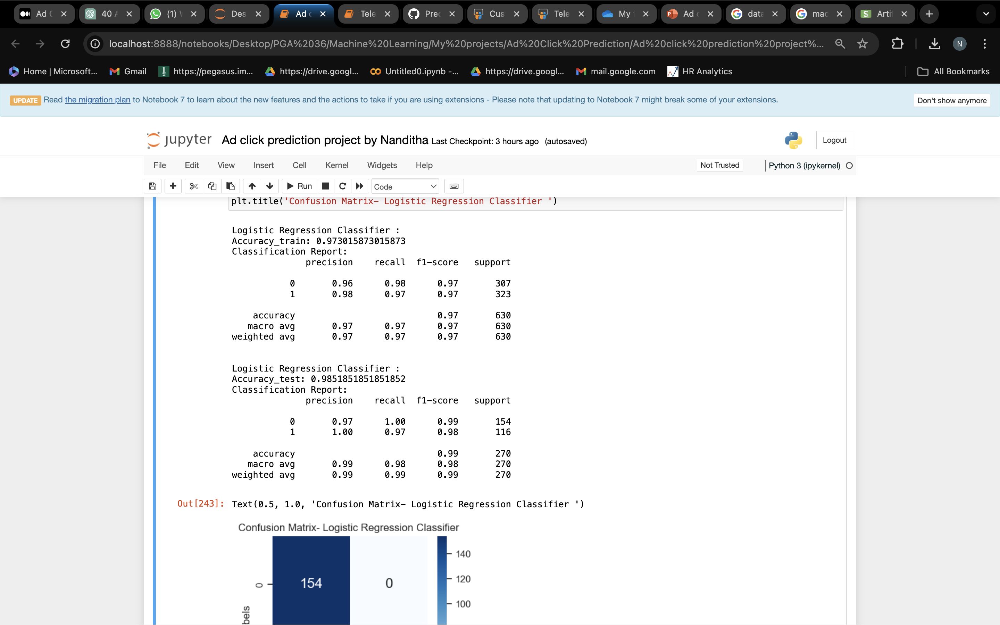 Ad
40
(1)
Des
Ad
Tele
Cus
Tele
My
Ad
data
mac
Arti
localhost:8888/notebooks/Desktop/PGA%2036/Machine%20Learning/My%20projects/Ad%20Click%20Prediction/Ad%20click%20prediction%20project%...
N
Home | Microsoft...
Gmail
https://pegasus.im...
https://drive.googl...
Untitled0.ipynb -...
https://drive.googl...
mail.google.com
HR Analytics
All Bookmarks
UPDATE Read the migration plan to Notebook 7 to learn about the new features and the actions to take if you are using extensions - Please note that updating to Notebook 7 might break some of your extensions.
Don't show anymore
jupyter Ad click prediction project by Nanditha Last Checkpoint: 3 hours ago (autosaved)
Logout
File Edit View Insert Cell Kernel Widgets Help
Not Trusted
Python 3 (ipykernel)
Run
Code
plt.title('Confusion Matrix- Logistic Regression Classifier ')
Logistic Regression Classifier :
Accuracy_train: 0.973015873015873
Classification Report:
precision recall f1-score support
0 0.96 0.98 0.97 307
1 0.98 0.97 0.97 323
accuracy 0.97 630
macro avg 0.97 0.97 0.97 630
weighted avg 0.97 0.97 0.97 630
Logistic Regression Classifier :
Accuracy_test: 0.9851851851851852
Classification Report:
precision recall f1-score support
0 0.97 1.00 0.99 154
1 1.00 0.97 0.98 116
accuracy 0.99 270
macro avg 0.99 0.98 0.98 270
weighted avg 0.99 0.99 0.99 270
Out[243]: Text(0.5, 1.0, 'Confusion Matrix- Logistic Regression Classifier ')
Confusion Matrix- Logistic Regression Classifier
140
0 154 0
120
100